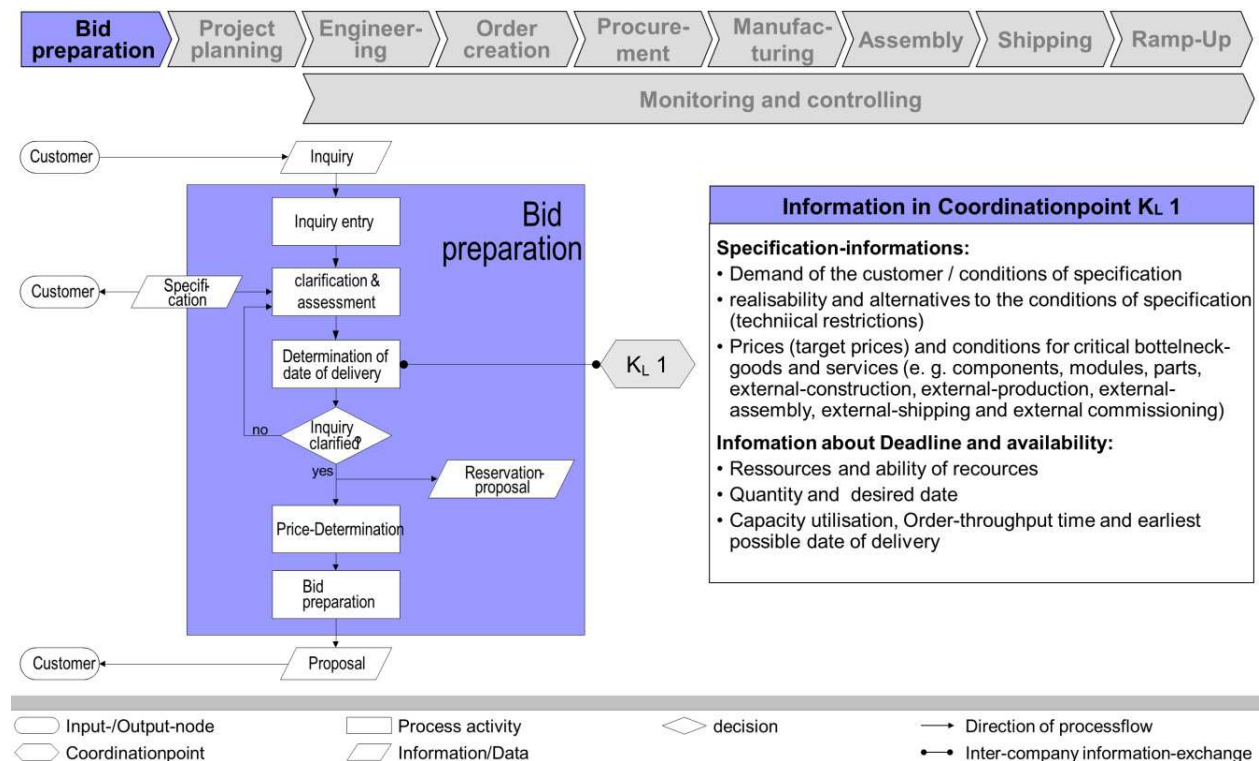 Bid
preparation
Project
planning
Engineer-
ing
Order
creation
Procure-
ment
Manufac-
turing
Assembly
Shipping
Ramp-Up
Monitoring and controlling
Customer
Inquiry
Bid
preparation
Inquiry entry
Customer
Specifi-
cation
clarification &
assessment
Determination of
date of delivery
KL 1
no
Inquiry
clarified?
yes
Reservation-
proposal
Price-Determination
Bid
preparation
Customer
Proposal
Information in Coordinationpoint KL 1
Specification-informations:
• Demand of the customer / conditions of specification
• realisability and alternatives to the conditions of specification
(techniical restrictions)
• Prices (target prices) and conditions for critical bottelneck-
goods and services (e. g. components, modules, parts,
external-construction, external-production, external-
assembly, external-shipping and external commissioning)
Infomation about Deadline and availability:
• Ressources and ability of recources
• Quantity and desired date
• Capacity utilisation, Order-throughput time and earliest
possible date of delivery
Input-/Output-node
Process activity
decision
Direction of processflow
Coordinationpoint
Information/Data
Inter-company information-exchange